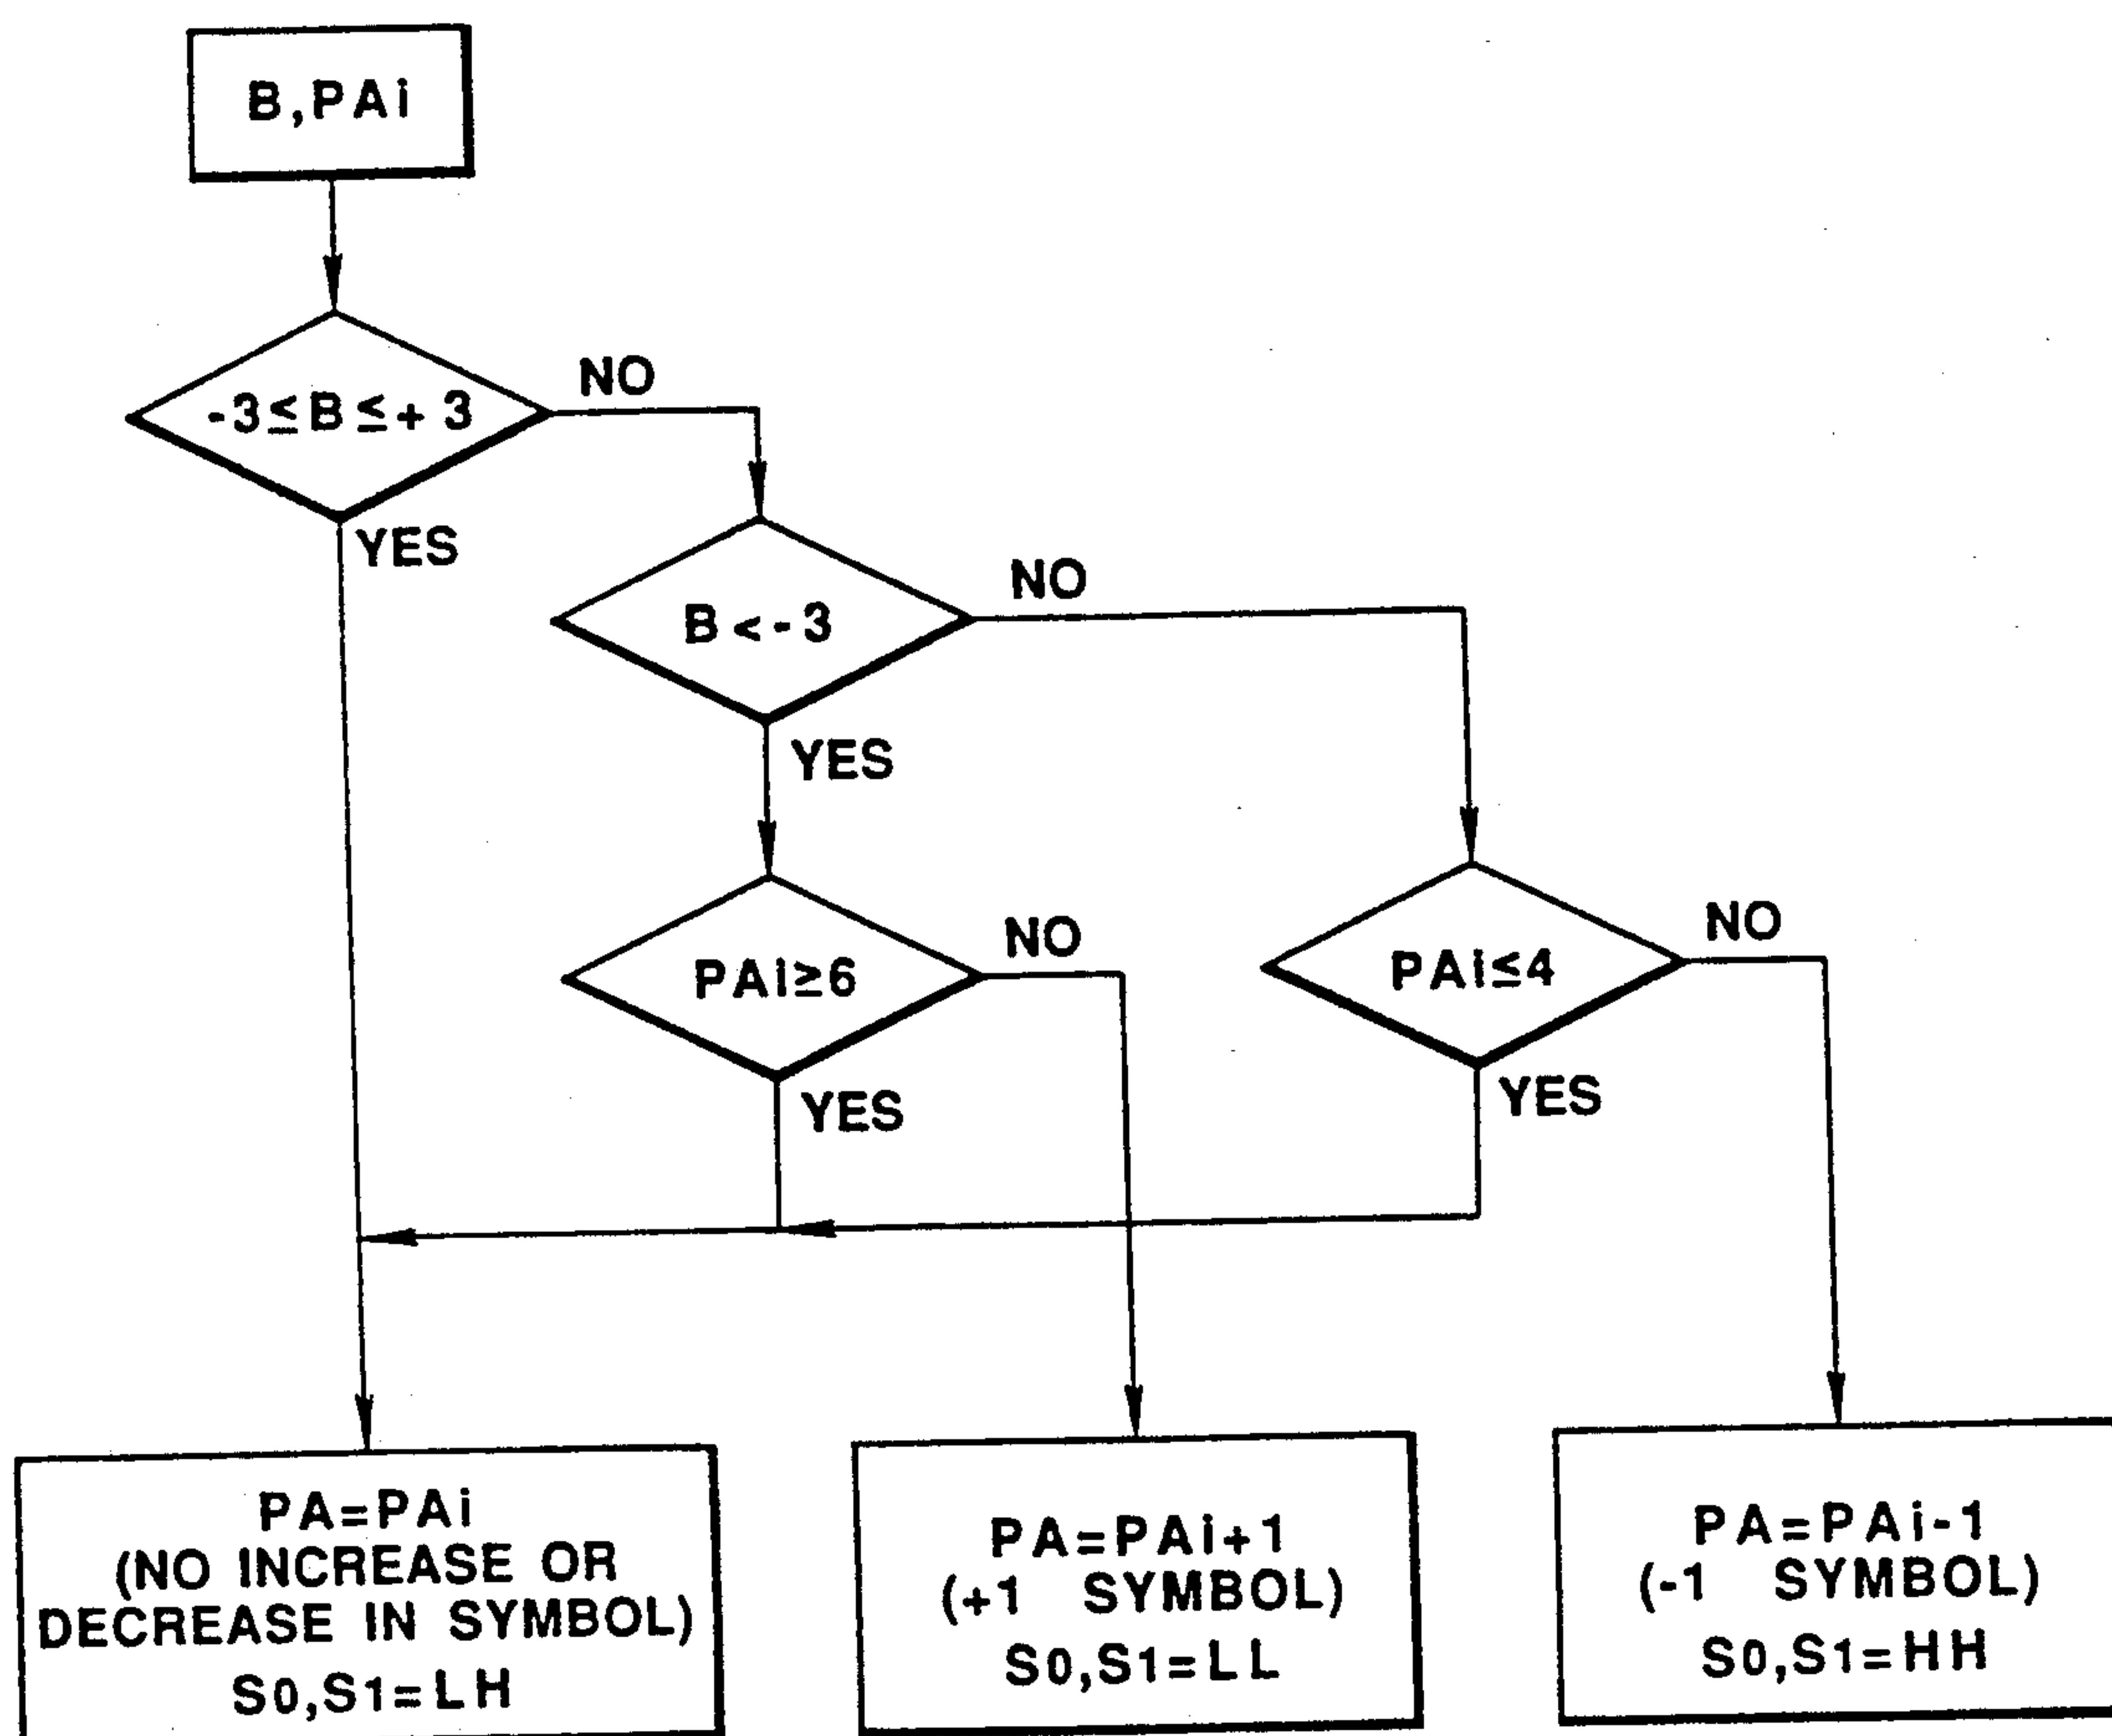 B,PAi
-3≤B≤+3
NO
YES
B<-3
NO
YES
PAi≥6
NO
YES
PAi≤4
NO
YES
PA=PAi
(NO INCREASE OR
DECREASE IN SYMBOL)
S0,S1=LH
PA=PAi+1
(+1 SYMBOL)
S0,S1=LL
PA=PAi-1
(-1 SYMBOL)
S0,S1=HH